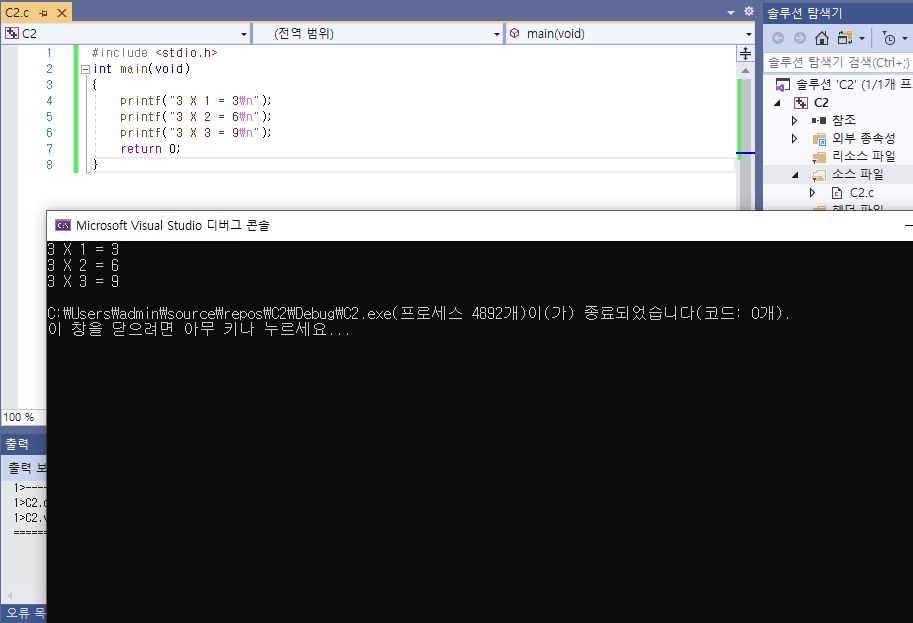 C2.c
C2
(전역 범위)
main(void)
1 #include <stdio.h>
2 int main(void)
3 {
4 printf("3 X 1 = 3₩n");
5 printf("3 X 2 = 6₩n");
6 printf("3 X 3 = 9₩n");
7 return 0;
8 }
솔루션 탐색기
솔루션 탐색기 검색(Ctrl+;)
솔루션 'C2' (1/1개 프
C2
참조
외부 종속성
리소스 파일
소스 파일
C2.c
헤더 파일
Microsoft Visual Studio 디버그 콘솔
3 X 1 = 3
3 X 2 = 6
3 X 3 = 9
C:₩Users₩admin₩source₩repos₩C2₩Debug₩C2.exe(프로세스 4892개)이(가) 종료되었습니다(코드: 0개).
이 창을 닫으려면 아무 키나 누르세요...
100 %
출력
출력 보
1>----
1>C2.
1>C2.
=====
오류 목